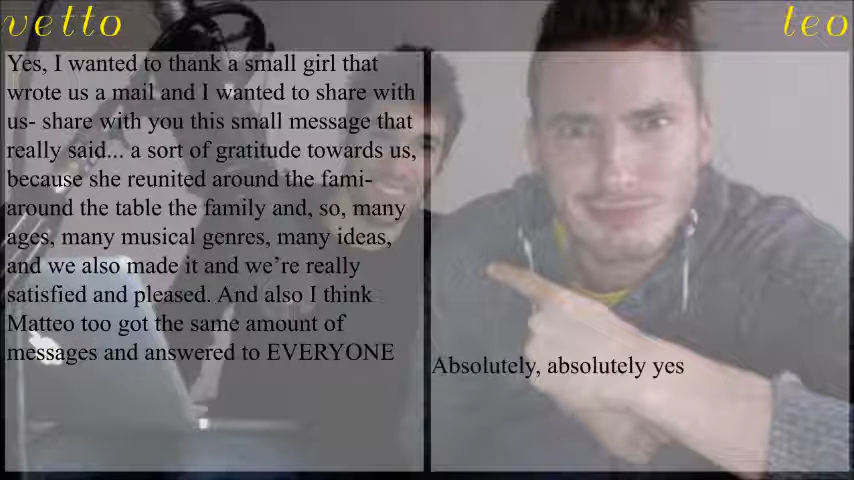 vetto
teo
Yes, I wanted to thank a small girl that
wrote us a mail and I wanted to share with
us- share with you this small message that
really said... a sort of gratitude towards us,
because she reunited around the fami-
around the table the family and, so, many
ages, many musical genres, many ideas,
and we also made it and we're really
satisfied and pleased. And also I think
Matteo too got the same amount of
messages and answered to EVERYONE
Absolutely, absolutely yes